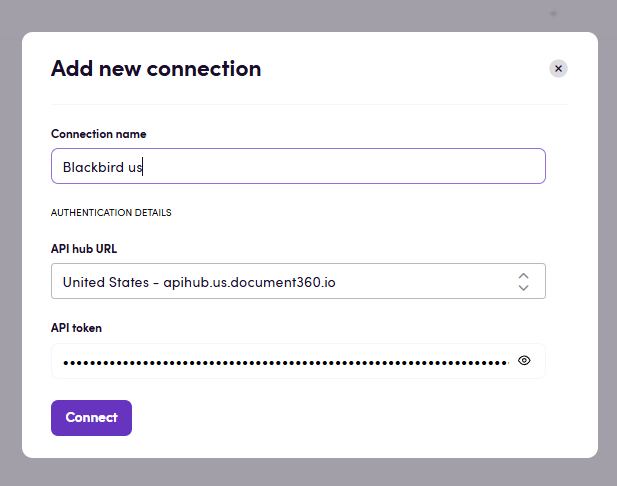 Add new connection
Connection name
Blackbird us
AUTHENTICATION DETAILS
API hub URL
United States - apihub.us.document360.io
API token
Connect